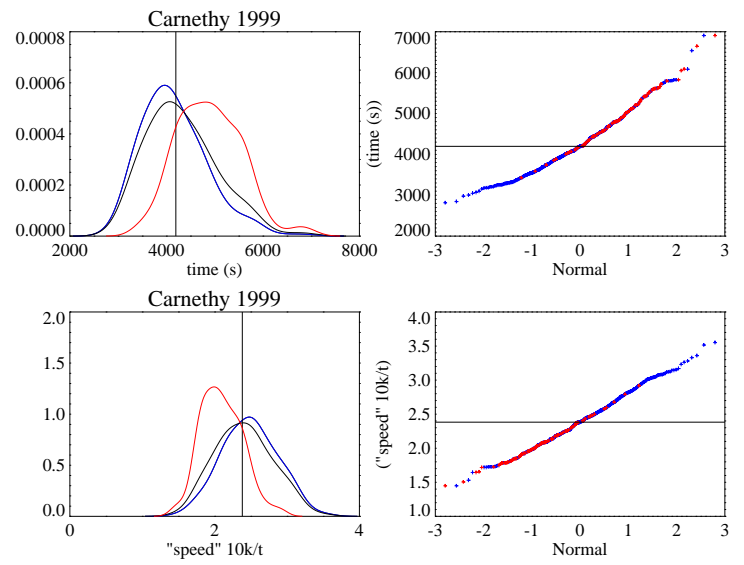 Carnethy 1999
0.0008
0.0006
0.0004
0.0002
0.0000
2000 4000 6000 8000
time (s)
(time (s))
7000
6000
5000
4000
3000
2000
-3 -2 -1 0 1 2 3
Normal
Carnethy 1999
2.0
1.5
1.0
0.5
0.0
0 2 4
"speed" 10k/t
("speed" 10k/t)
4.0
3.5
3.0
2.5
2.0
1.5
1.0
-3 -2 -1 0 1 2 3
Normal